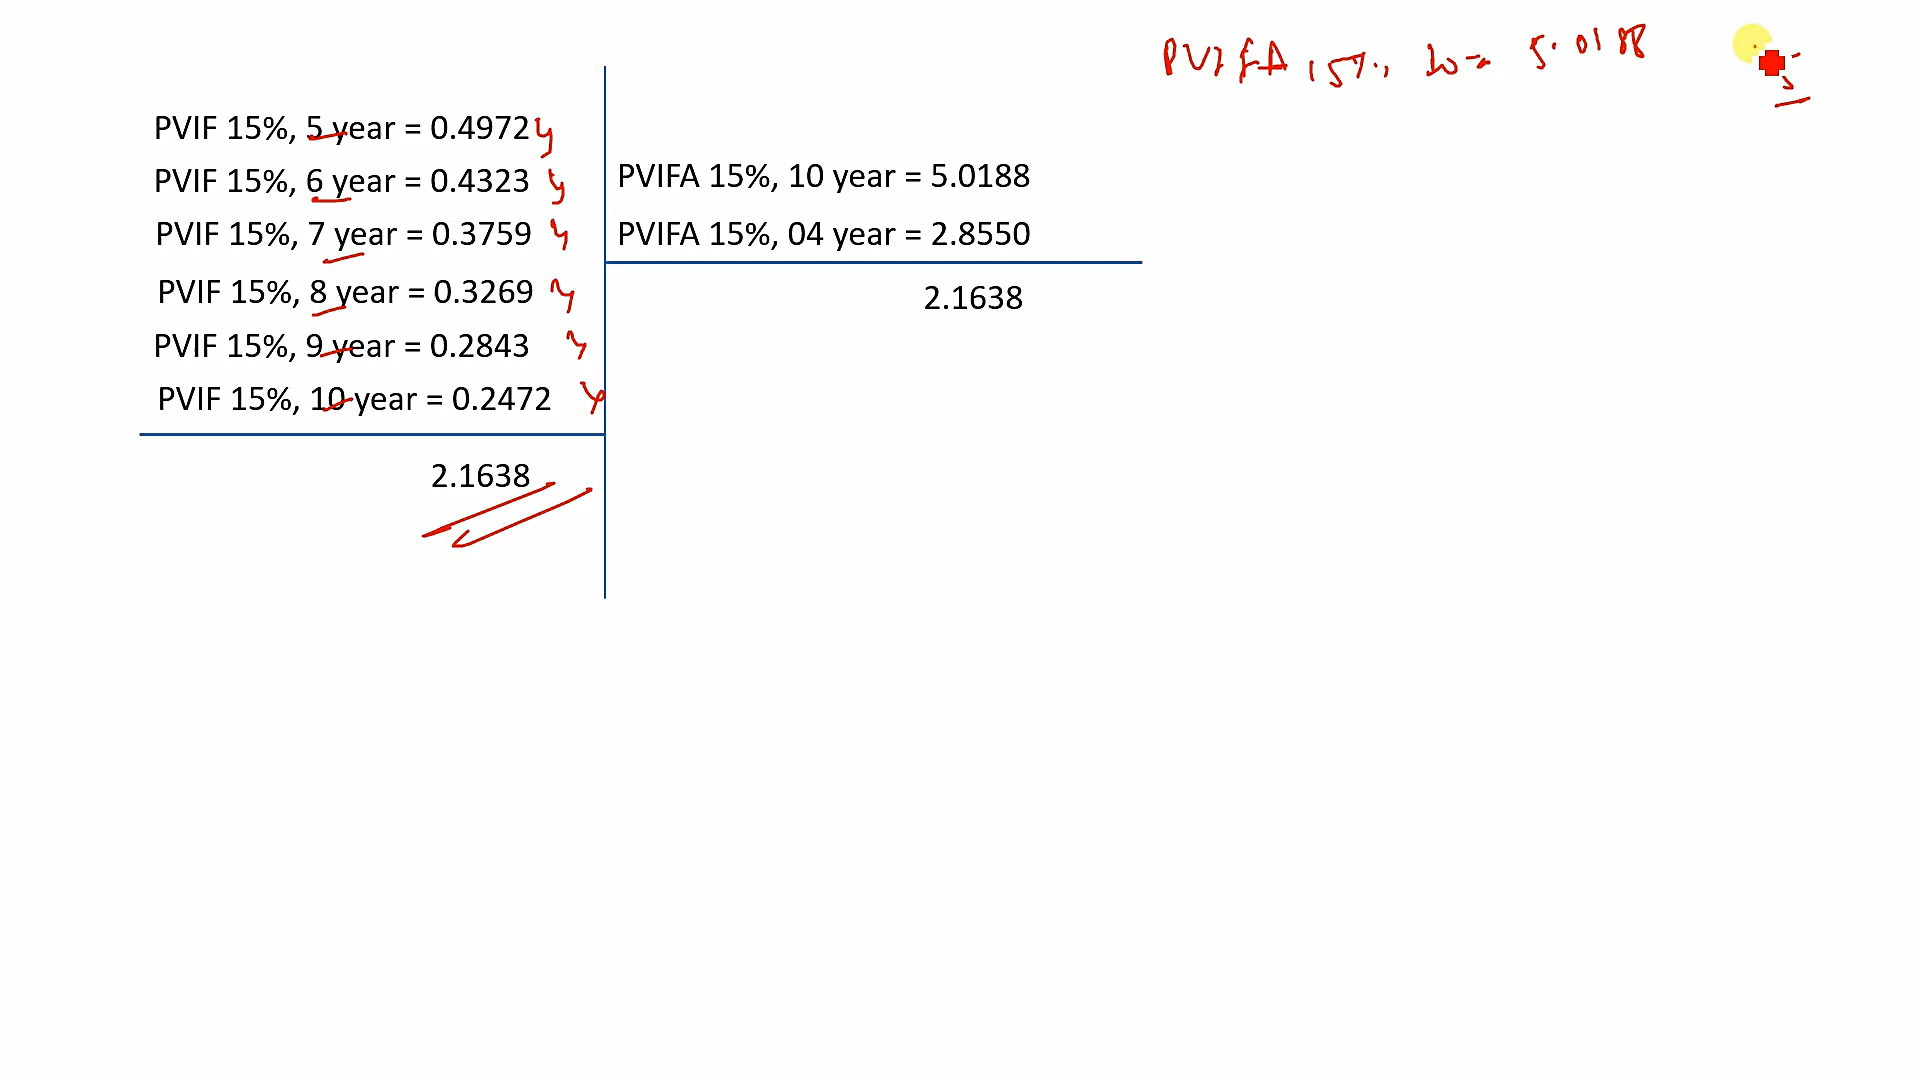 PVIFA 15%, 10 = 5.0188
PVIF 15%, 5 year = 0.4972
PVIF 15%, 6 year = 0.4323
PVIF 15%, 7 year = 0.3759
PVIF 15%, 8 year = 0.3269
PVIF 15%, 9 year = 0.2843
PVIF 15%, 10 year = 0.2472
2.1638
PVIFA 15%, 10 year = 5.0188
PVIFA 15%, 04 year = 2.8550
2.1638